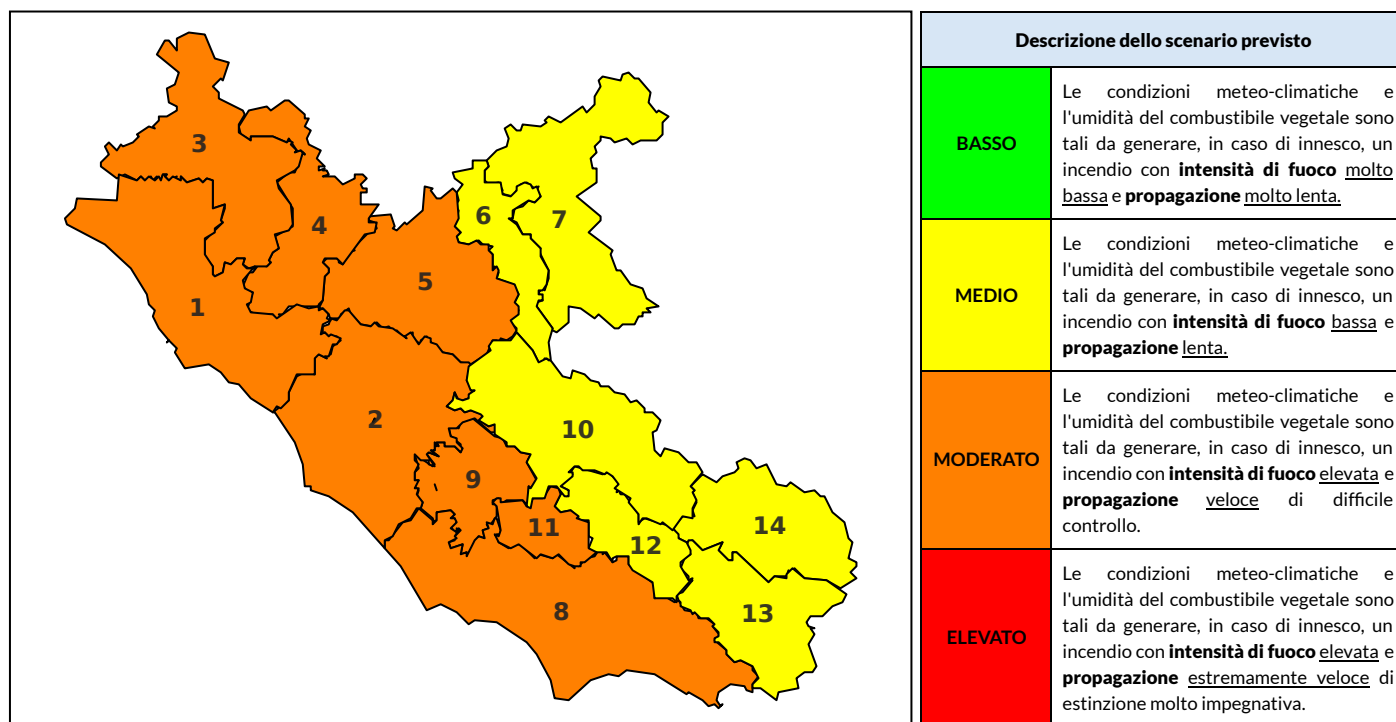 3
4
6
7
5
1
2
10
9
11
14
12
8
13
Descrizione dello scenario previsto
BASSO
Le condizioni meteo-climatiche e
l'umidità del combustibile vegetale sono
tali da generare, in caso di innesco, un
incendio con intensità di fuoco molto
bassa e propagazione molto lenta.
MEDIO
Le condizioni meteo-climatiche e
l'umidità del combustibile vegetale sono
tali da generare, in caso di innesco, un
incendio con intensità di fuoco bassa e
propagazione lenta.
MODERATO
Le condizioni meteo-climatiche e
l'umidità del combustibile vegetale sono
tali da generare, in caso di innesco, un
incendio con intensità di fuoco elevata e
propagazione veloce di difficile
controllo.
ELEVATO
Le condizioni meteo-climatiche e
l'umidità del combustibile vegetale sono
tali da generare, in caso di innesco, un
incendio con intensità di fuoco elevata e
propagazione estremamente veloce di
estinzione molto impegnativa.